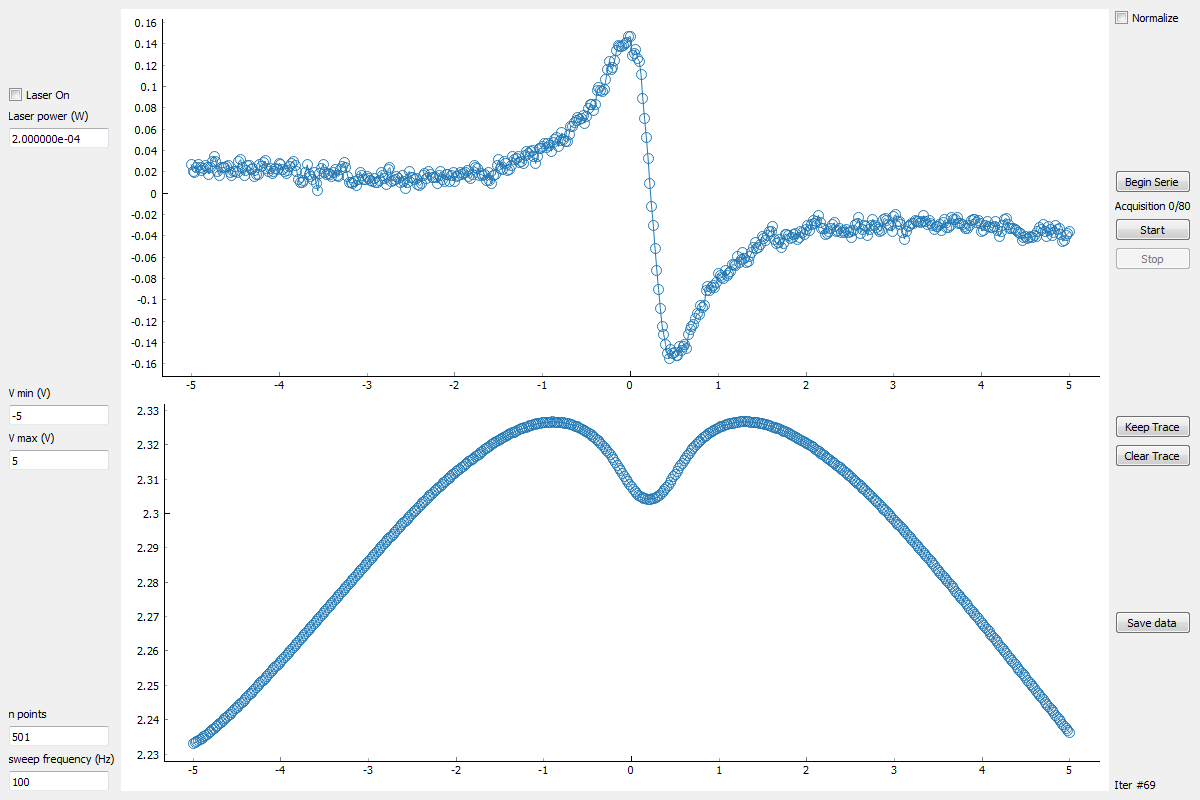 Laser On
Laser power (W)
2.000000e-04
V min (V)
-5
V max (V)
5
n points
501
sweep frequency (Hz)
100
0.16
0.14
0.12
0.1
0.08
0.06
0.04
0.02
0
-0.02
-0.04
-0.06
-0.08
-0.1
-0.12
-0.14
-0.16
-5 -4 -3 -2 -1 0 1 2 3 4 5
2.33
2.32
2.31
2.3
2.29
2.28
2.27
2.26
2.25
2.24
2.23
-5 -4 -3 -2 -1 0 1 2 3 4 5
Normalize
Begin Serie
Acquisition 0/80
Start
Stop
Keep Trace
Clear Trace
Save data
Iter #69